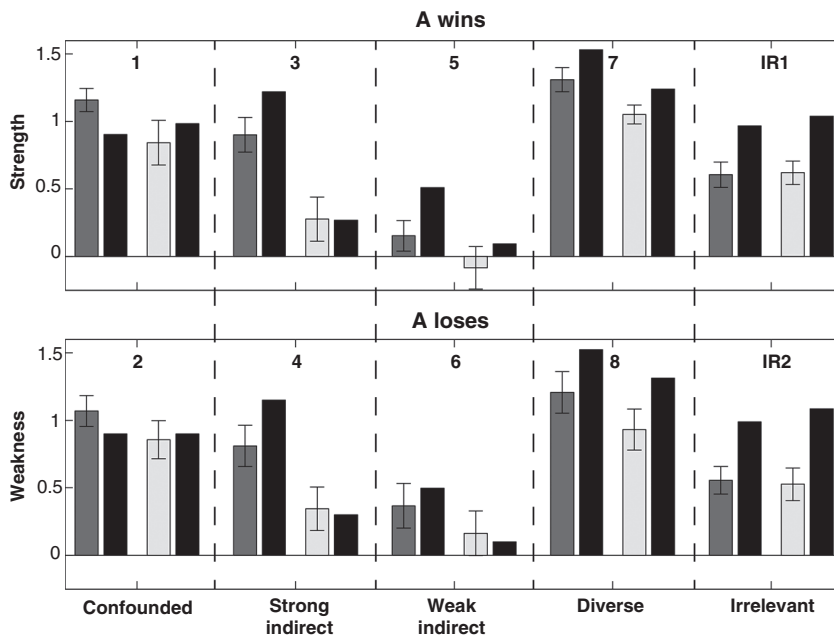 A wins
1.5
1
3
5
7
IR1
1
Strength
0.5
0
A loses
1.5
2
4
6
8
IR2
1
Weakness
0.5
0
Confounded
Strong
indirect
Weak
indirect
Diverse
Irrelevant